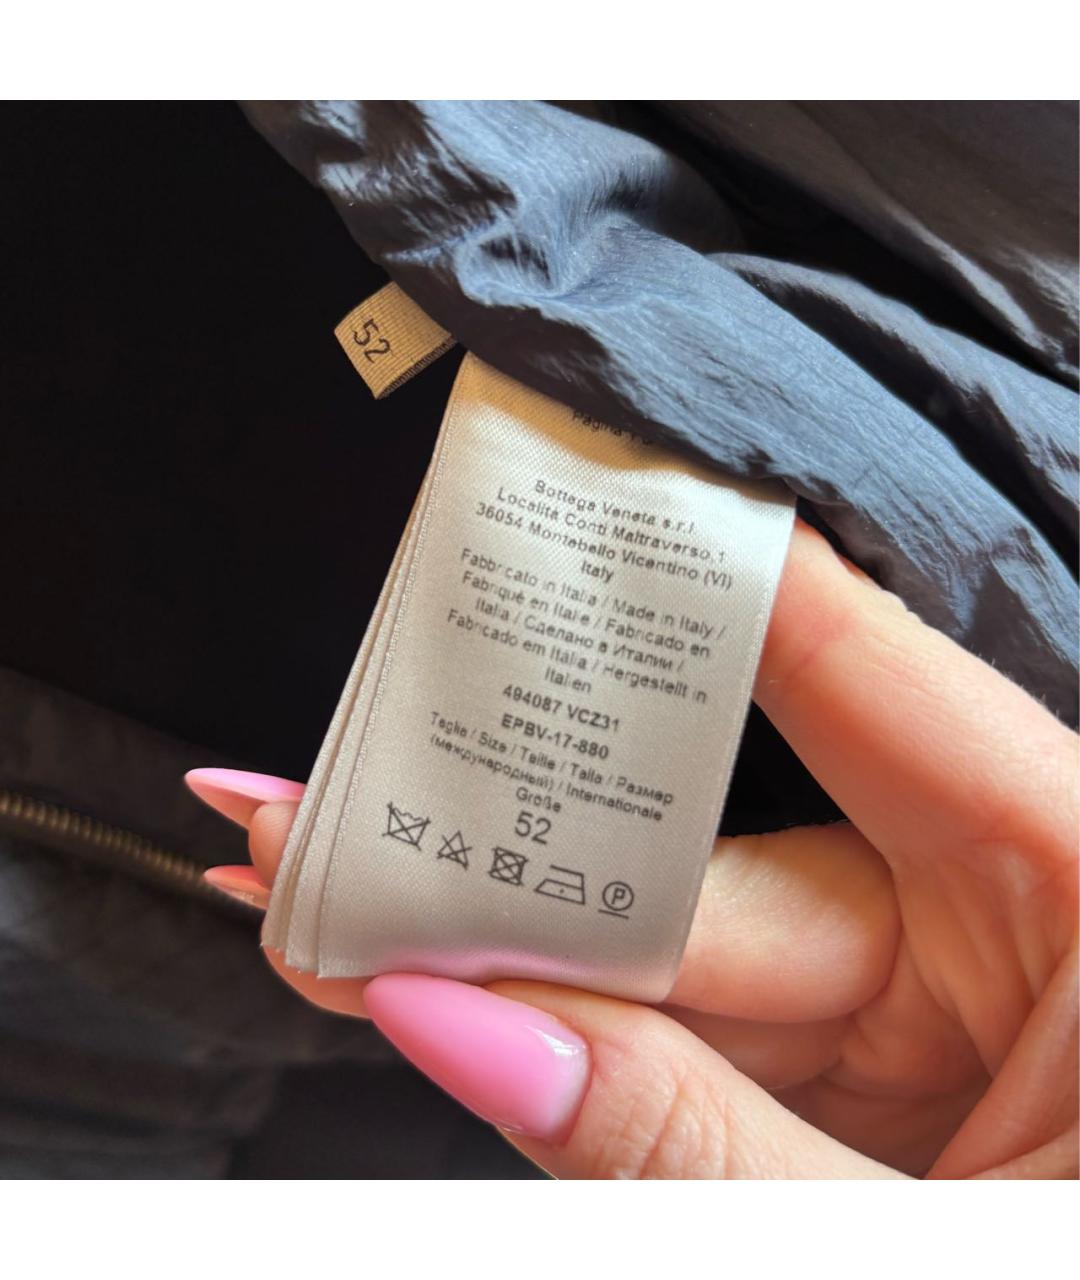 52
Pagina 1
Bottega Veneta s.r.l.
Località Conti Maltraverso,1
36054 Montebello Vicentino (VI)
Italy
Fabbricato in Italia / Made in Italy /
Fabriqué en Italie / Fabricado en
Italia / Сделано в Италии /
Fabricado em Itália / Hergestellt in
Italien
494087 VCZ31
EPBV-17-880
Taglia / Size / Taille / Talla / Размер
(международный) / Internationale
Größe
52
P